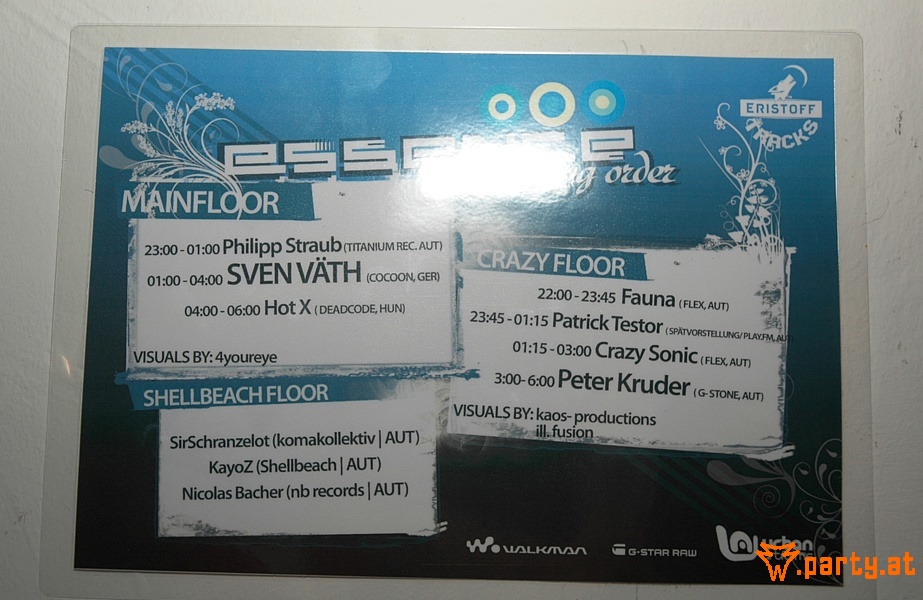 ERISTOFF
TRACKS
order
MAINFLOOR
23:00 - 01:00 Philipp Straub (TITANIUM REC. AUT)
01:00 - 04:00 SVEN VÄTH (COCOON, GER)
04:00 - 06:00 Hot X ( DEADCODE, HUN)
VISUALS BY: 4youreye
CRAZY FLOOR
22:00 - 23:45 Fauna ( FLEX, AUT)
23:45 - 01:15 Patrick Testor ( SPÄTVORSTELLUNG/ PLAY.FM, AUT
01:15 - 03:00 Crazy Sonic ( FLEX, AUT)
3:00- 6:00 Peter Kruder ( G- STONE, AUT)
VISUALS BY: kaos- productions
ill. fusion
SHELLBEACH FLOOR
SirSchranzelot (komakollektiv | AUT)
KayoZ (Shellbeach | AUT)
Nicolas Bacher (nb records | AUT)
WALKMAN
G-STAR RAW
urban
.party.at